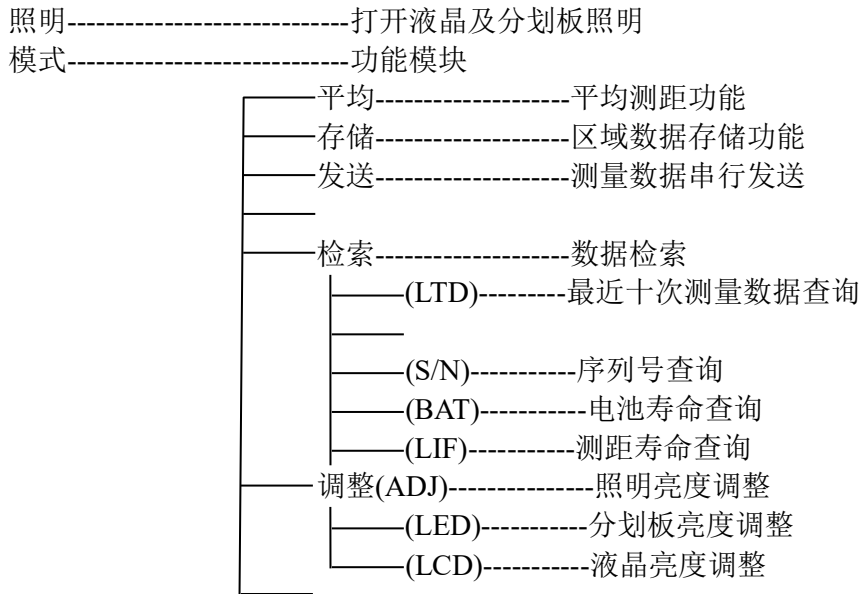 照明-----------------------------打开液晶及分划板照明
模式-----------------------------功能模块
平均--------------------平均测距功能
存储--------------------区域数据存储功能
发送--------------------测量数据串行发送
检索--------------------数据检索
(LTD)---------最近十次测量数据查询
(S/N)-----------序列号查询
(BAT)-----------电池寿命查询
(LIF)-----------测距寿命查询
调整(ADJ)---------------照明亮度调整
(LED)-----------分划板亮度调整
(LCD)-----------液晶亮度调整